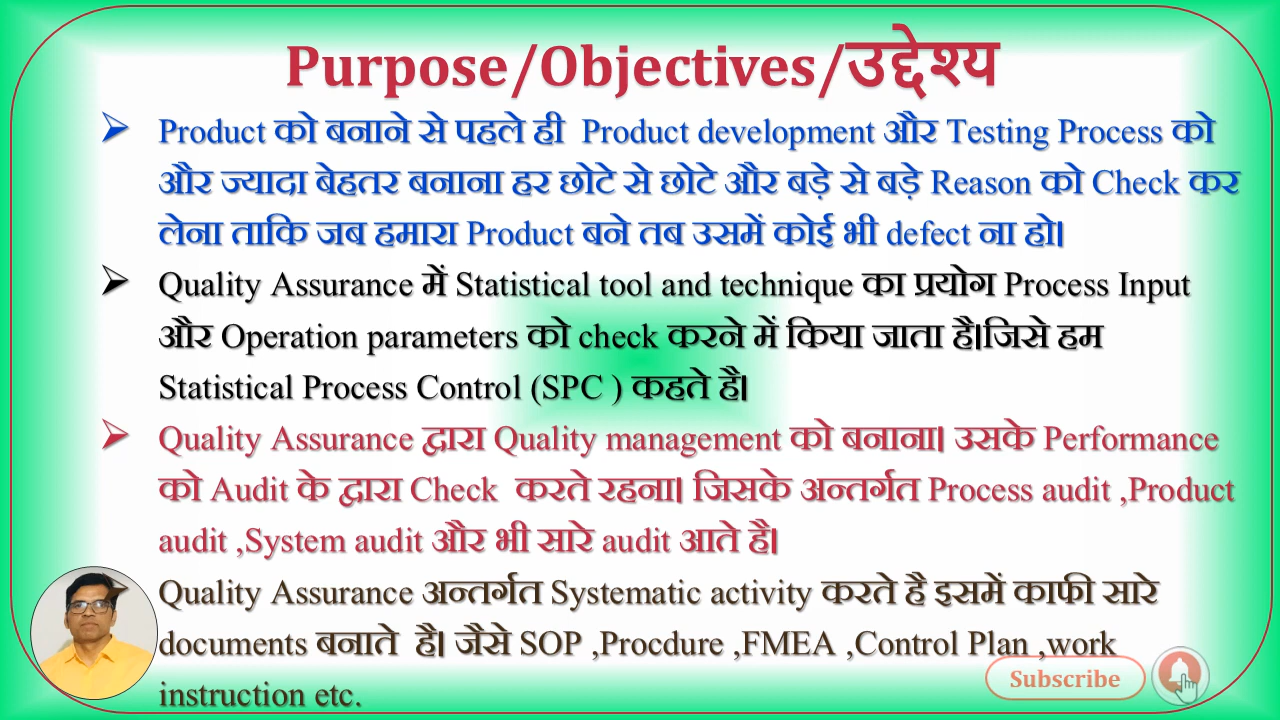 Purpose/Objectives/उद्देश्य
Product को बनाने से पहले ही Product development और Testing Process को
और ज्यादा बेहतर बनाना हर छोटे से छोटे और बड़े से बड़े Reason को Check कर
लेना ताकि जब हमारा Product बने तब उसमें कोई भी defect ना हो।
Quality Assurance में Statistical tool and technique का प्रयोग Process Input
और Operation parameters को check करने में किया जाता है।जिसे हम
Statistical Process Control (SPC ) कहते है।
Quality Assurance द्वारा Quality management को बनाना। उसके Performance
को Audit के द्वारा Check करते रहना। जिसके अन्तर्गत Process audit ,Product
audit ,System audit और भी सारे audit आते है।
Quality Assurance अन्तर्गत Systematic activity करते है इसमें काफी सारे
documents बनाते है। जैसे SOP ,Procdure ,FMEA ,Control Plan ,work
instruction etc.
Subscribe